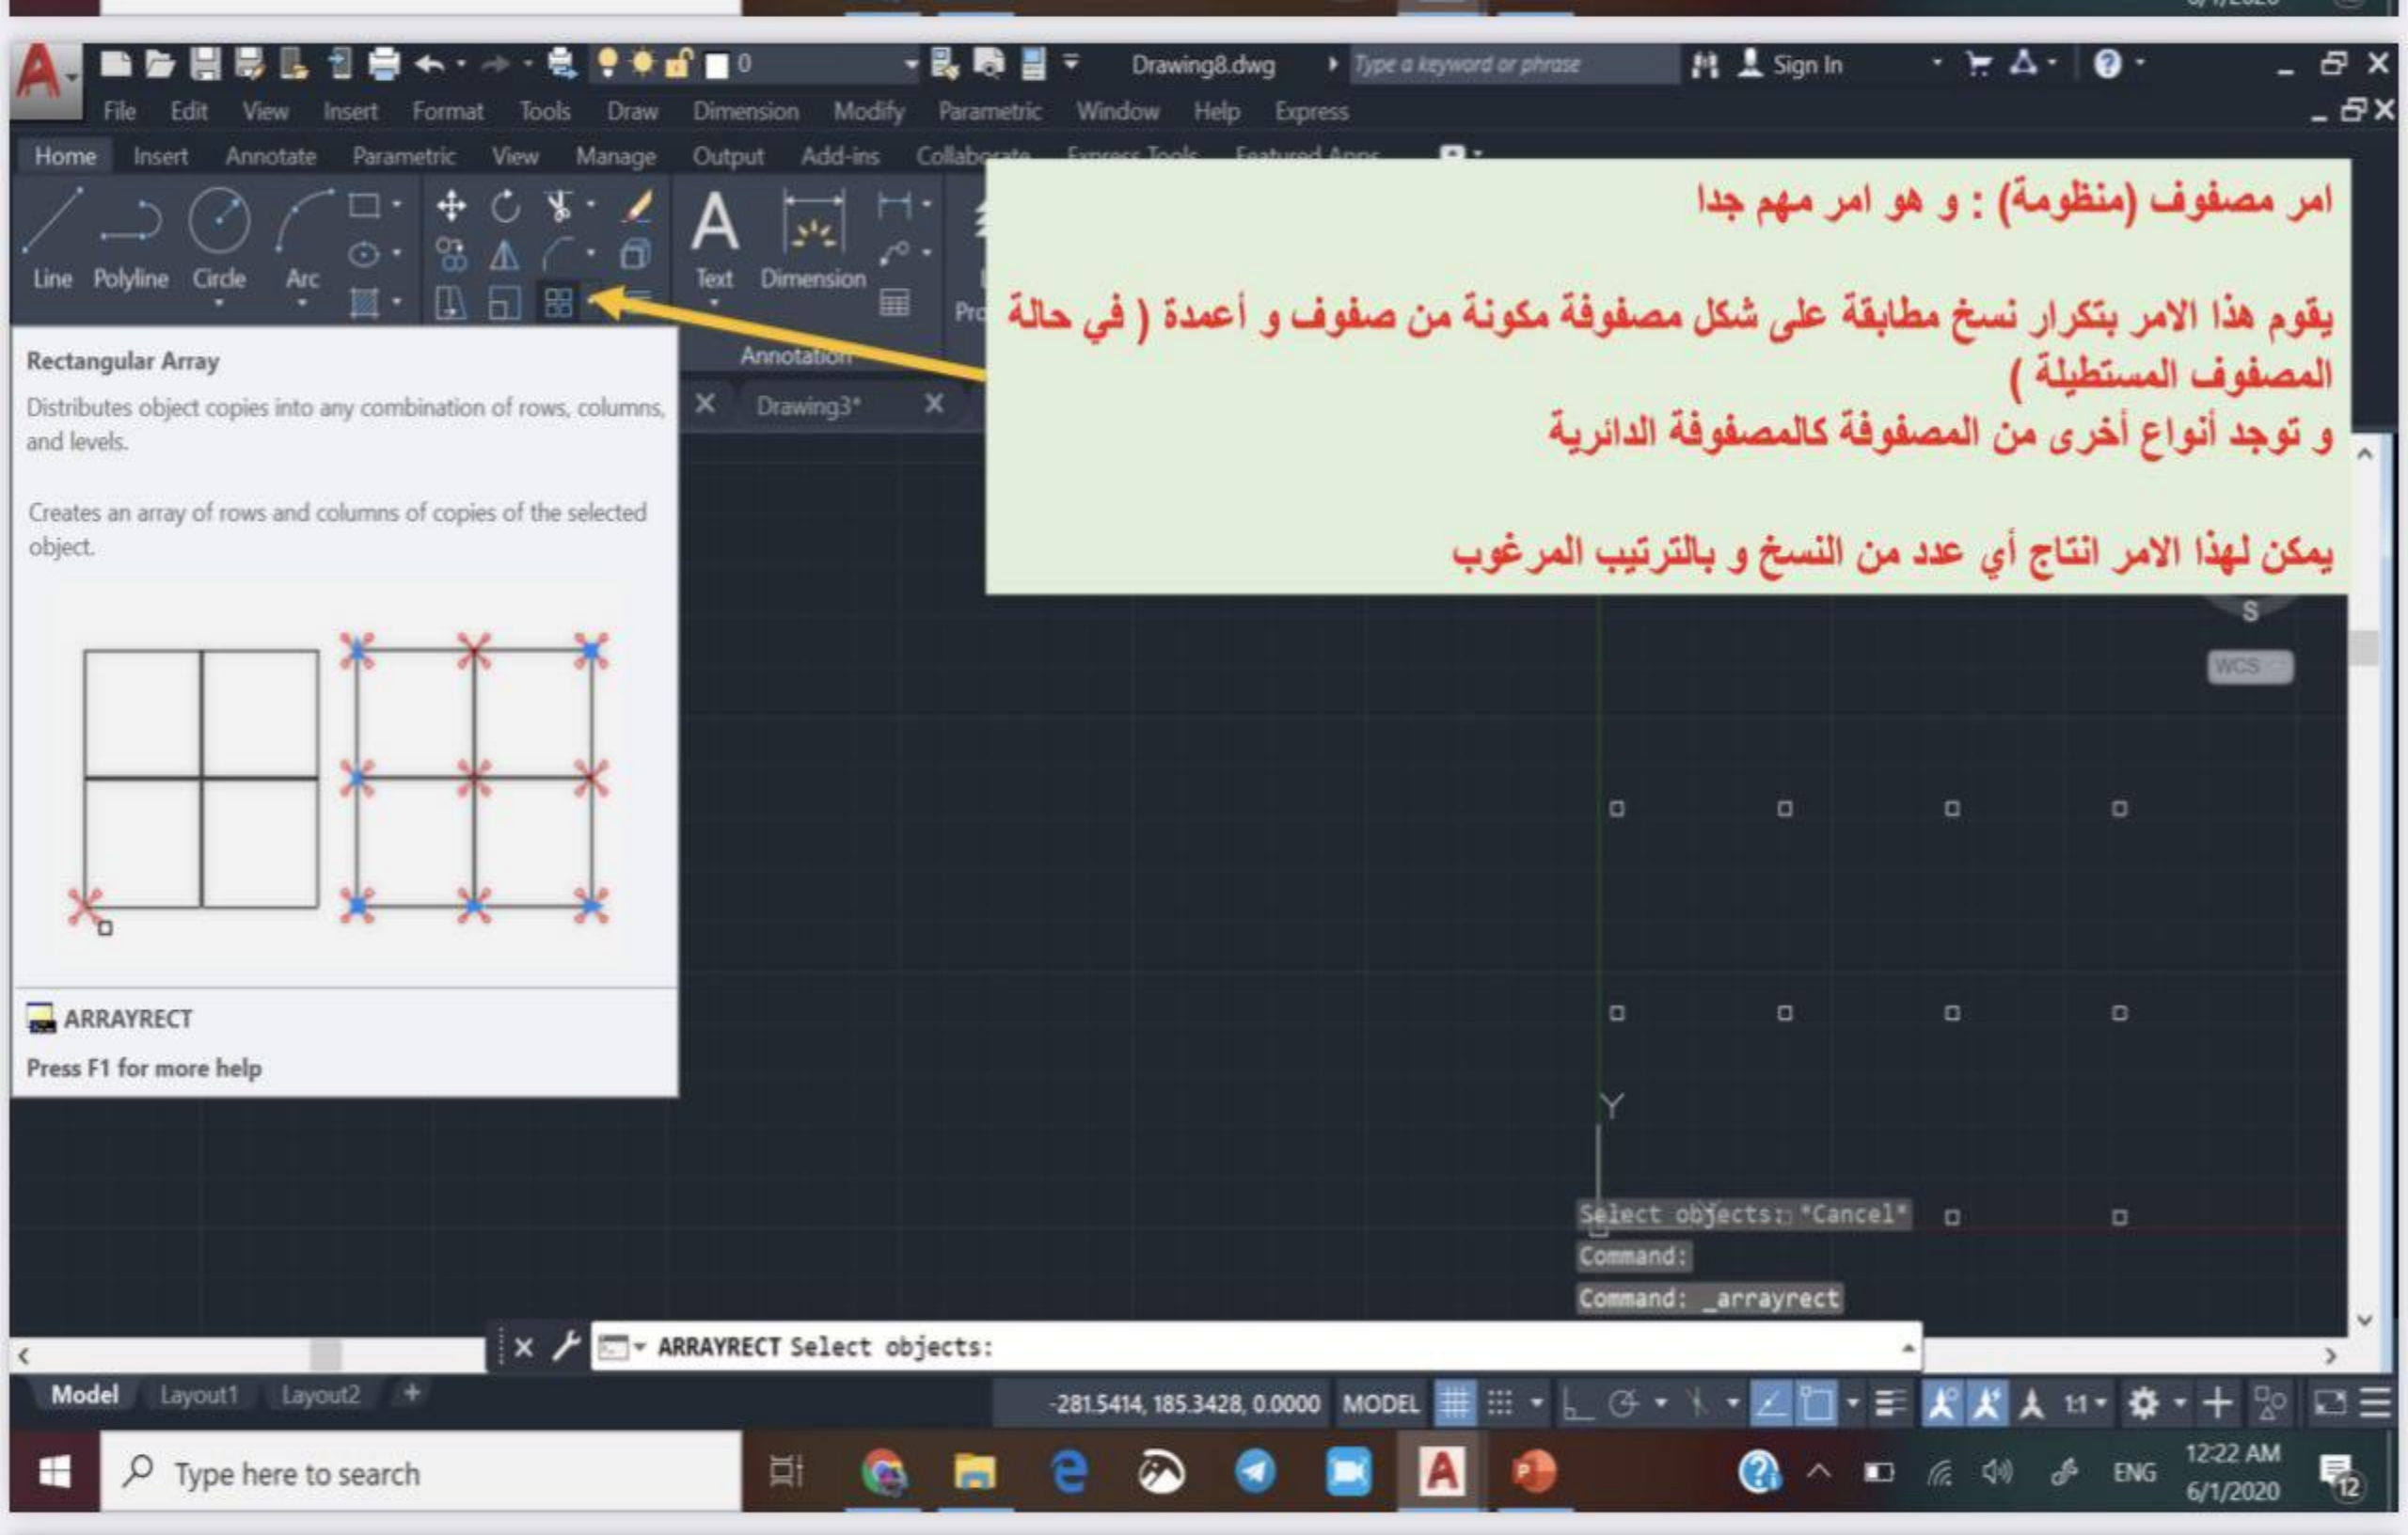 Drawing8.dwg
Type a keyword or phrase
Sign In
File Edit View Insert Format Tools Draw Dimension Modify Parametric Window Help Express
Home Insert Annotate Parametric View Manage Output Add-ins
0
Line Polyline Circle Arc
Text Dimension
Annotation
Drawing3*
امر مصفوف (منظومة) : و هو امر مهم جدا
يقوم هذا الامر بتكرار نسخ مطابقة على شكل مصفوفة مكونة من صفوف و أعمدة ( في حالة
المصفوف المستطيلة )
و توجد أنواع أخرى من المصفوفة كالمصفوفة الدائرية
يمكن لهذا الامر انتاج أي عدد من النسخ و بالترتيب المرغوب
Rectangular Array
Distributes object copies into any combination of rows, columns,
and levels.
Creates an array of rows and columns of copies of the selected
object.
ARRAYRECT
Press F1 for more help
S
WCS
Y
Select objects: *Cancel*
Command:
Command: _arrayrect
ARRAYRECT Select objects:
Model Layout1 Layout2 +
-281.5414, 185.3428, 0.0000 MODEL
1:1
Type here to search
ENG
12:22 AM
6/1/2020
12